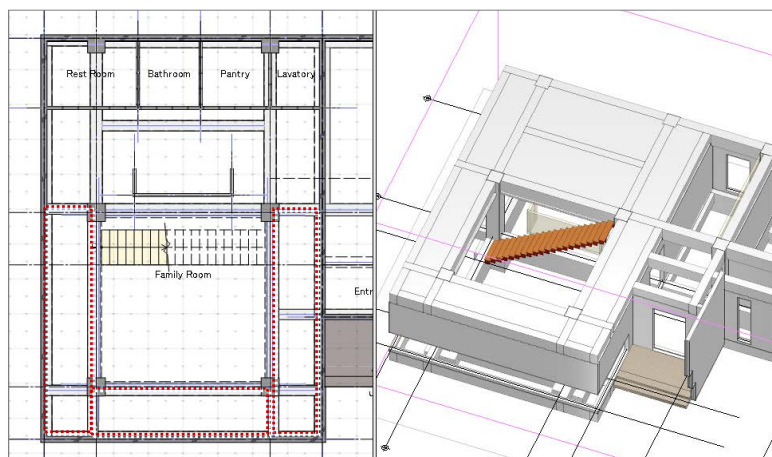 Rest Room
Bathroom
Pantry
Lavatory
Family Room
Entr